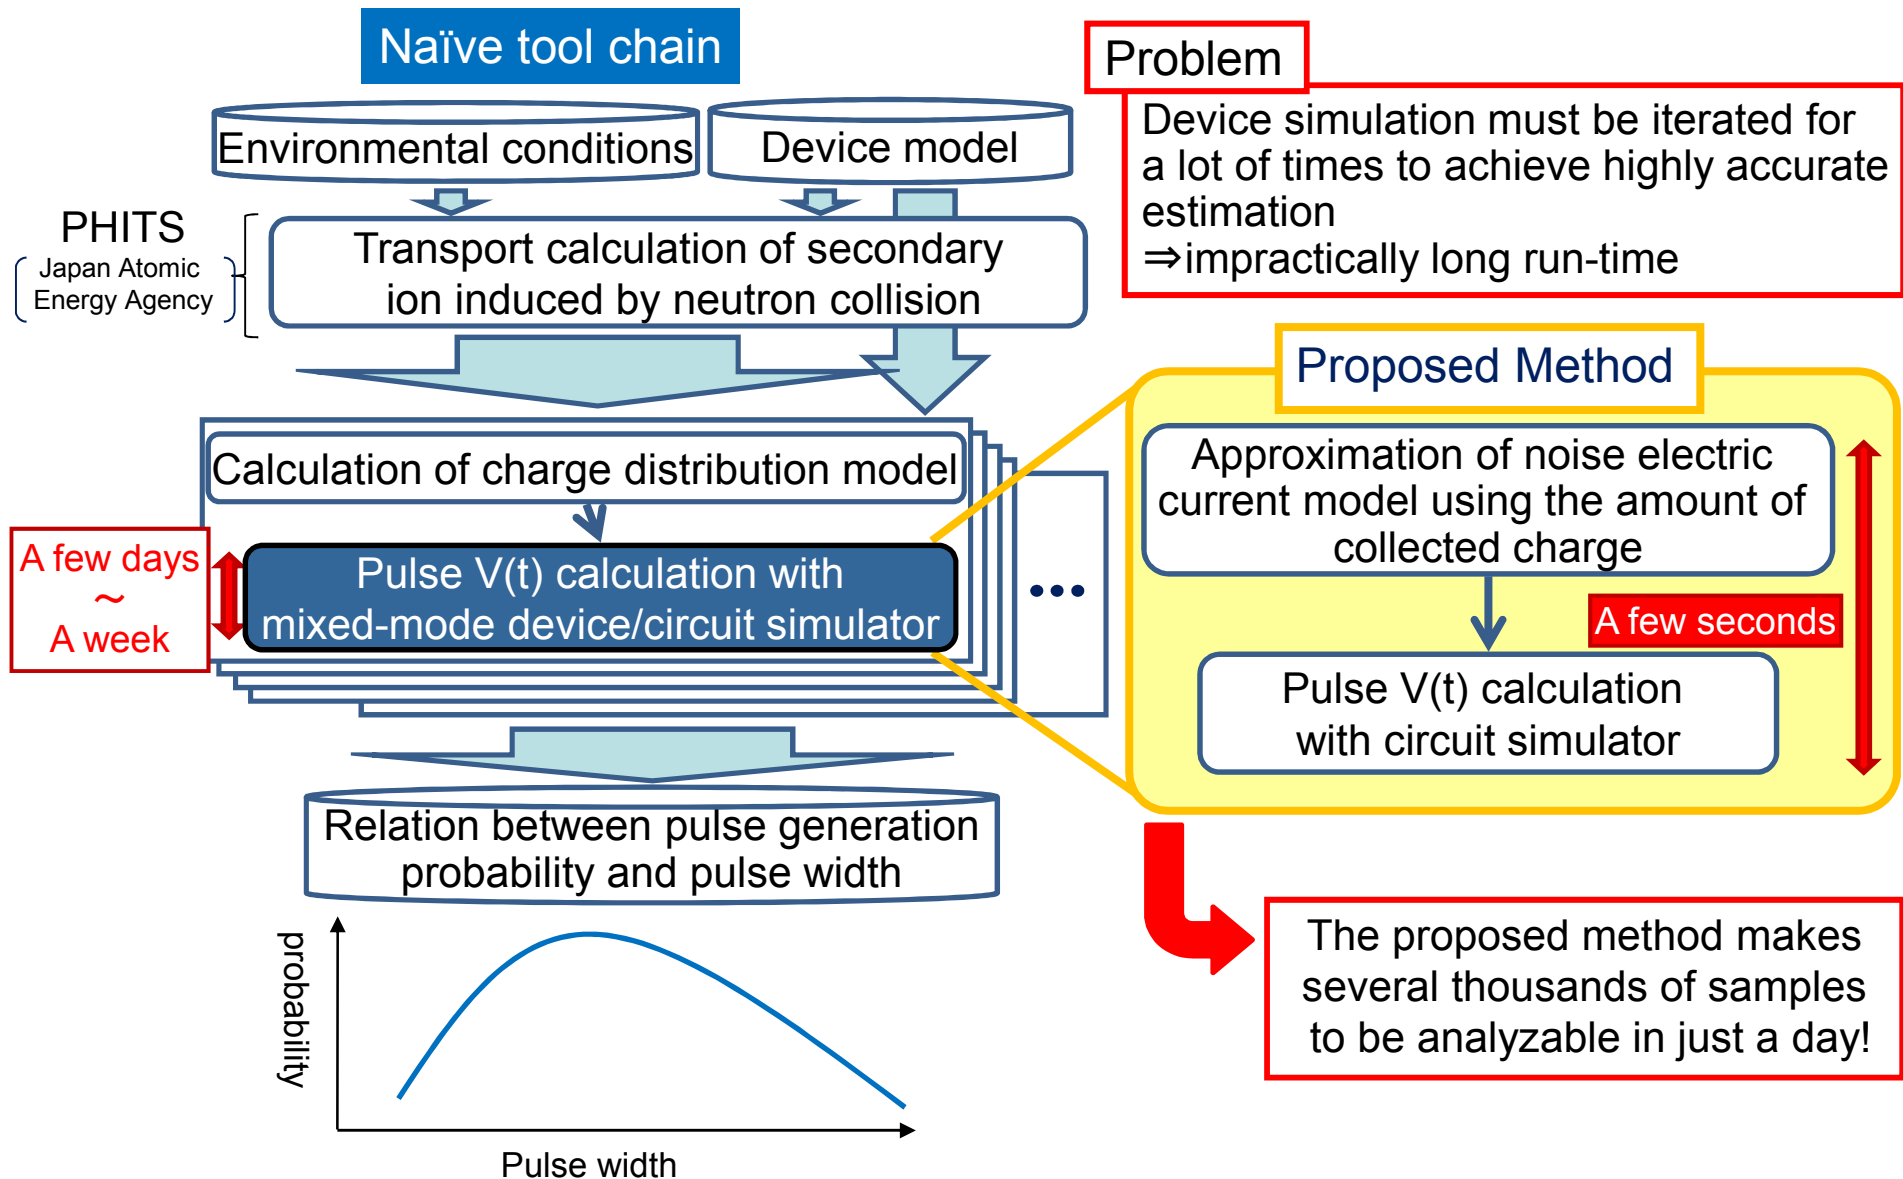 Naïve tool chain
Environmental conditions
Device model
PHITS
Japan Atomic
Energy Agency
Transport calculation of secondary
ion induced by neutron collision
Calculation of charge distribution model
A few days
～
A week
Pulse V(t) calculation with
mixed-mode device/circuit simulator
•••
Relation between pulse generation
probability and pulse width
probability
Pulse width
Problem
Device simulation must be iterated for
a lot of times to achieve highly accurate
estimation
⇒impractically long run-time
Proposed Method
Approximation of noise electric
current model using the amount of
collected charge
A few seconds
Pulse V(t) calculation
with circuit simulator
The proposed method makes
several thousands of samples
to be analyzable in just a day!